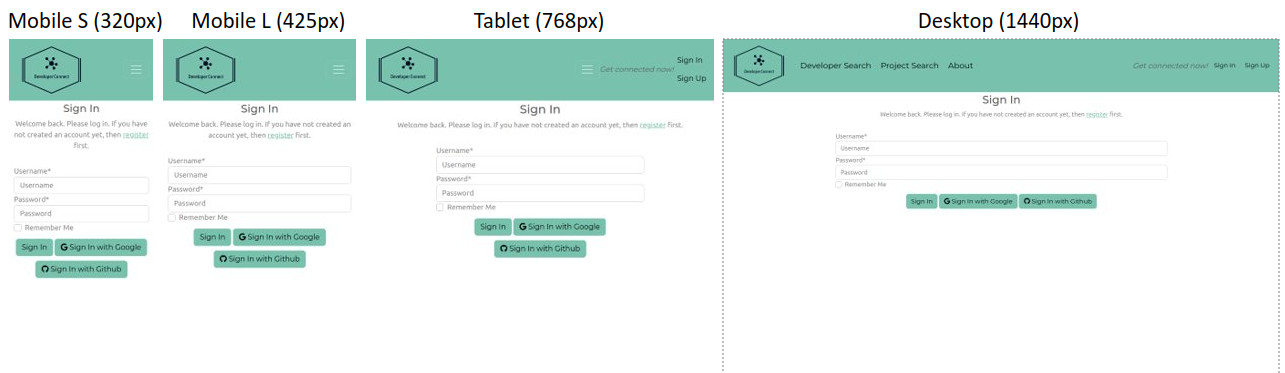 Mobile S (320px)
Developer Connect
Sign In
Welcome back. Please log in. If you have
not created an account yet, then register
first.
Username*
Username
Password*
Password
Remember Me
Sign In
Sign In with Google
Sign In with Github
Mobile L (425px)
Developer Connect
Sign In
Welcome back. Please log in. If you have not created an
account yet, then register first.
Username*
Username
Password*
Password
Remember Me
Sign In
Sign In with Google
Sign In with Github
Tablet (768px)
Developer Connect
Get connected now!
Sign In
Sign Up
Sign In
Welcome back. Please log in. If you have not created an account yet, then register first.
Username*
Username
Password*
Password
Remember Me
Sign In
Sign In with Google
Sign In with Github
Desktop (1440px)
Developer Connect
Developer Search
Project Search
About
Get connected now!
Sign In
Sign Up
Sign In
Welcome back. Please log in. If you have not created an account yet, then register first.
Username*
Username
Password*
Password
Remember Me
Sign In
Sign In with Google
Sign In with Github